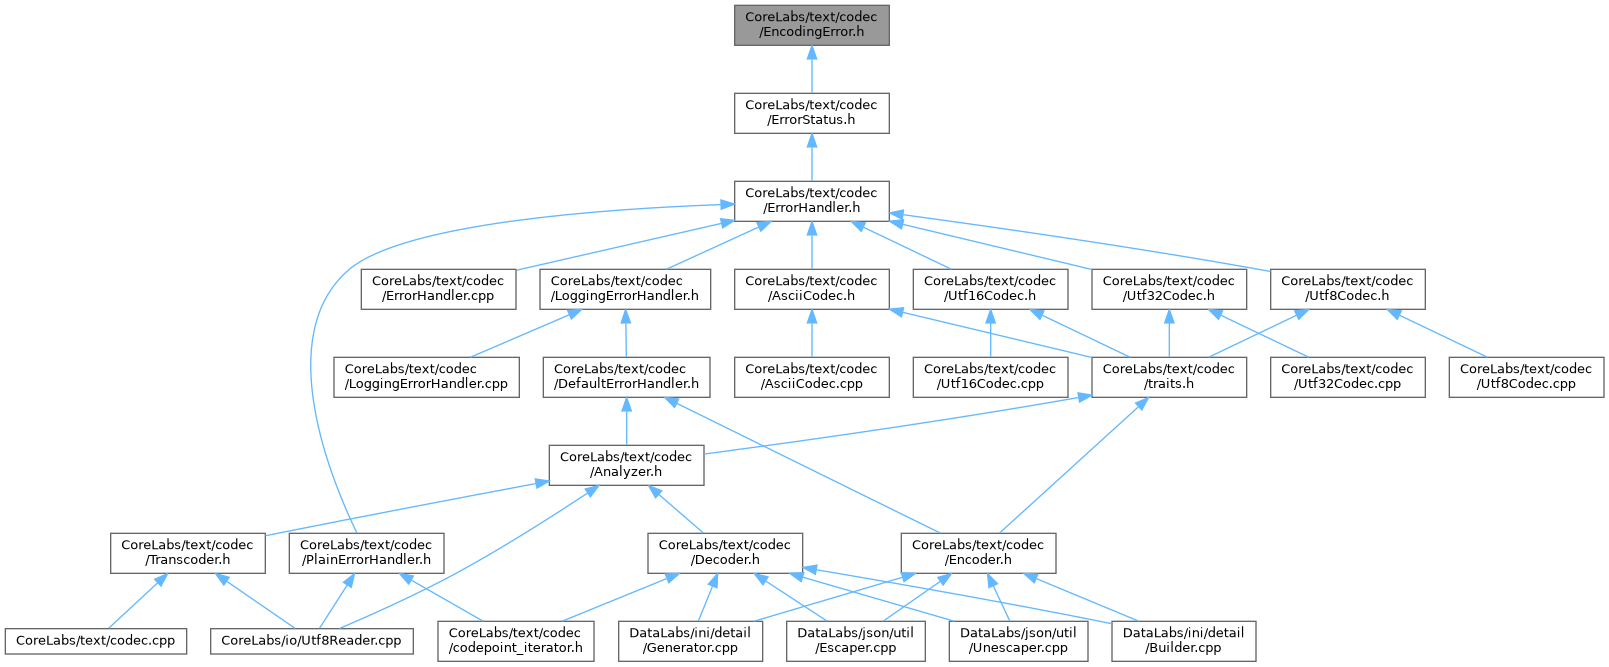 CoreLabs/text/codec
/EncodingError.h
CoreLabs/text/codec
/ErrorStatus.h
CoreLabs/text/codec
/ErrorHandler.h
CoreLabs/text/codec
/ErrorHandler.cpp
CoreLabs/text/codec
/LoggingErrorHandler.h
CoreLabs/text/codec
/AsciiCodec.h
CoreLabs/text/codec
/Utf16Codec.h
CoreLabs/text/codec
/Utf32Codec.h
CoreLabs/text/codec
/Utf8Codec.h
CoreLabs/text/codec
/LoggingErrorHandler.cpp
CoreLabs/text/codec
/DefaultErrorHandler.h
CoreLabs/text/codec
/AsciiCodec.cpp
CoreLabs/text/codec
/Utf16Codec.cpp
CoreLabs/text/codec
/traits.h
CoreLabs/text/codec
/Utf32Codec.cpp
CoreLabs/text/codec
/Utf8Codec.cpp
CoreLabs/text/codec
/Analyzer.h
CoreLabs/text/codec
/Transcoder.h
CoreLabs/text/codec
/PlainErrorHandler.h
CoreLabs/text/codec
/Decoder.h
CoreLabs/text/codec
/Encoder.h
CoreLabs/text/codec.cpp
CoreLabs/io/Utf8Reader.cpp
CoreLabs/text/codec
/codepoint_iterator.h
DataLabs/ini/detail
/Generator.cpp
DataLabs/json/util
/Escaper.cpp
DataLabs/json/util
/Unescaper.cpp
DataLabs/ini/detail
/Builder.cpp